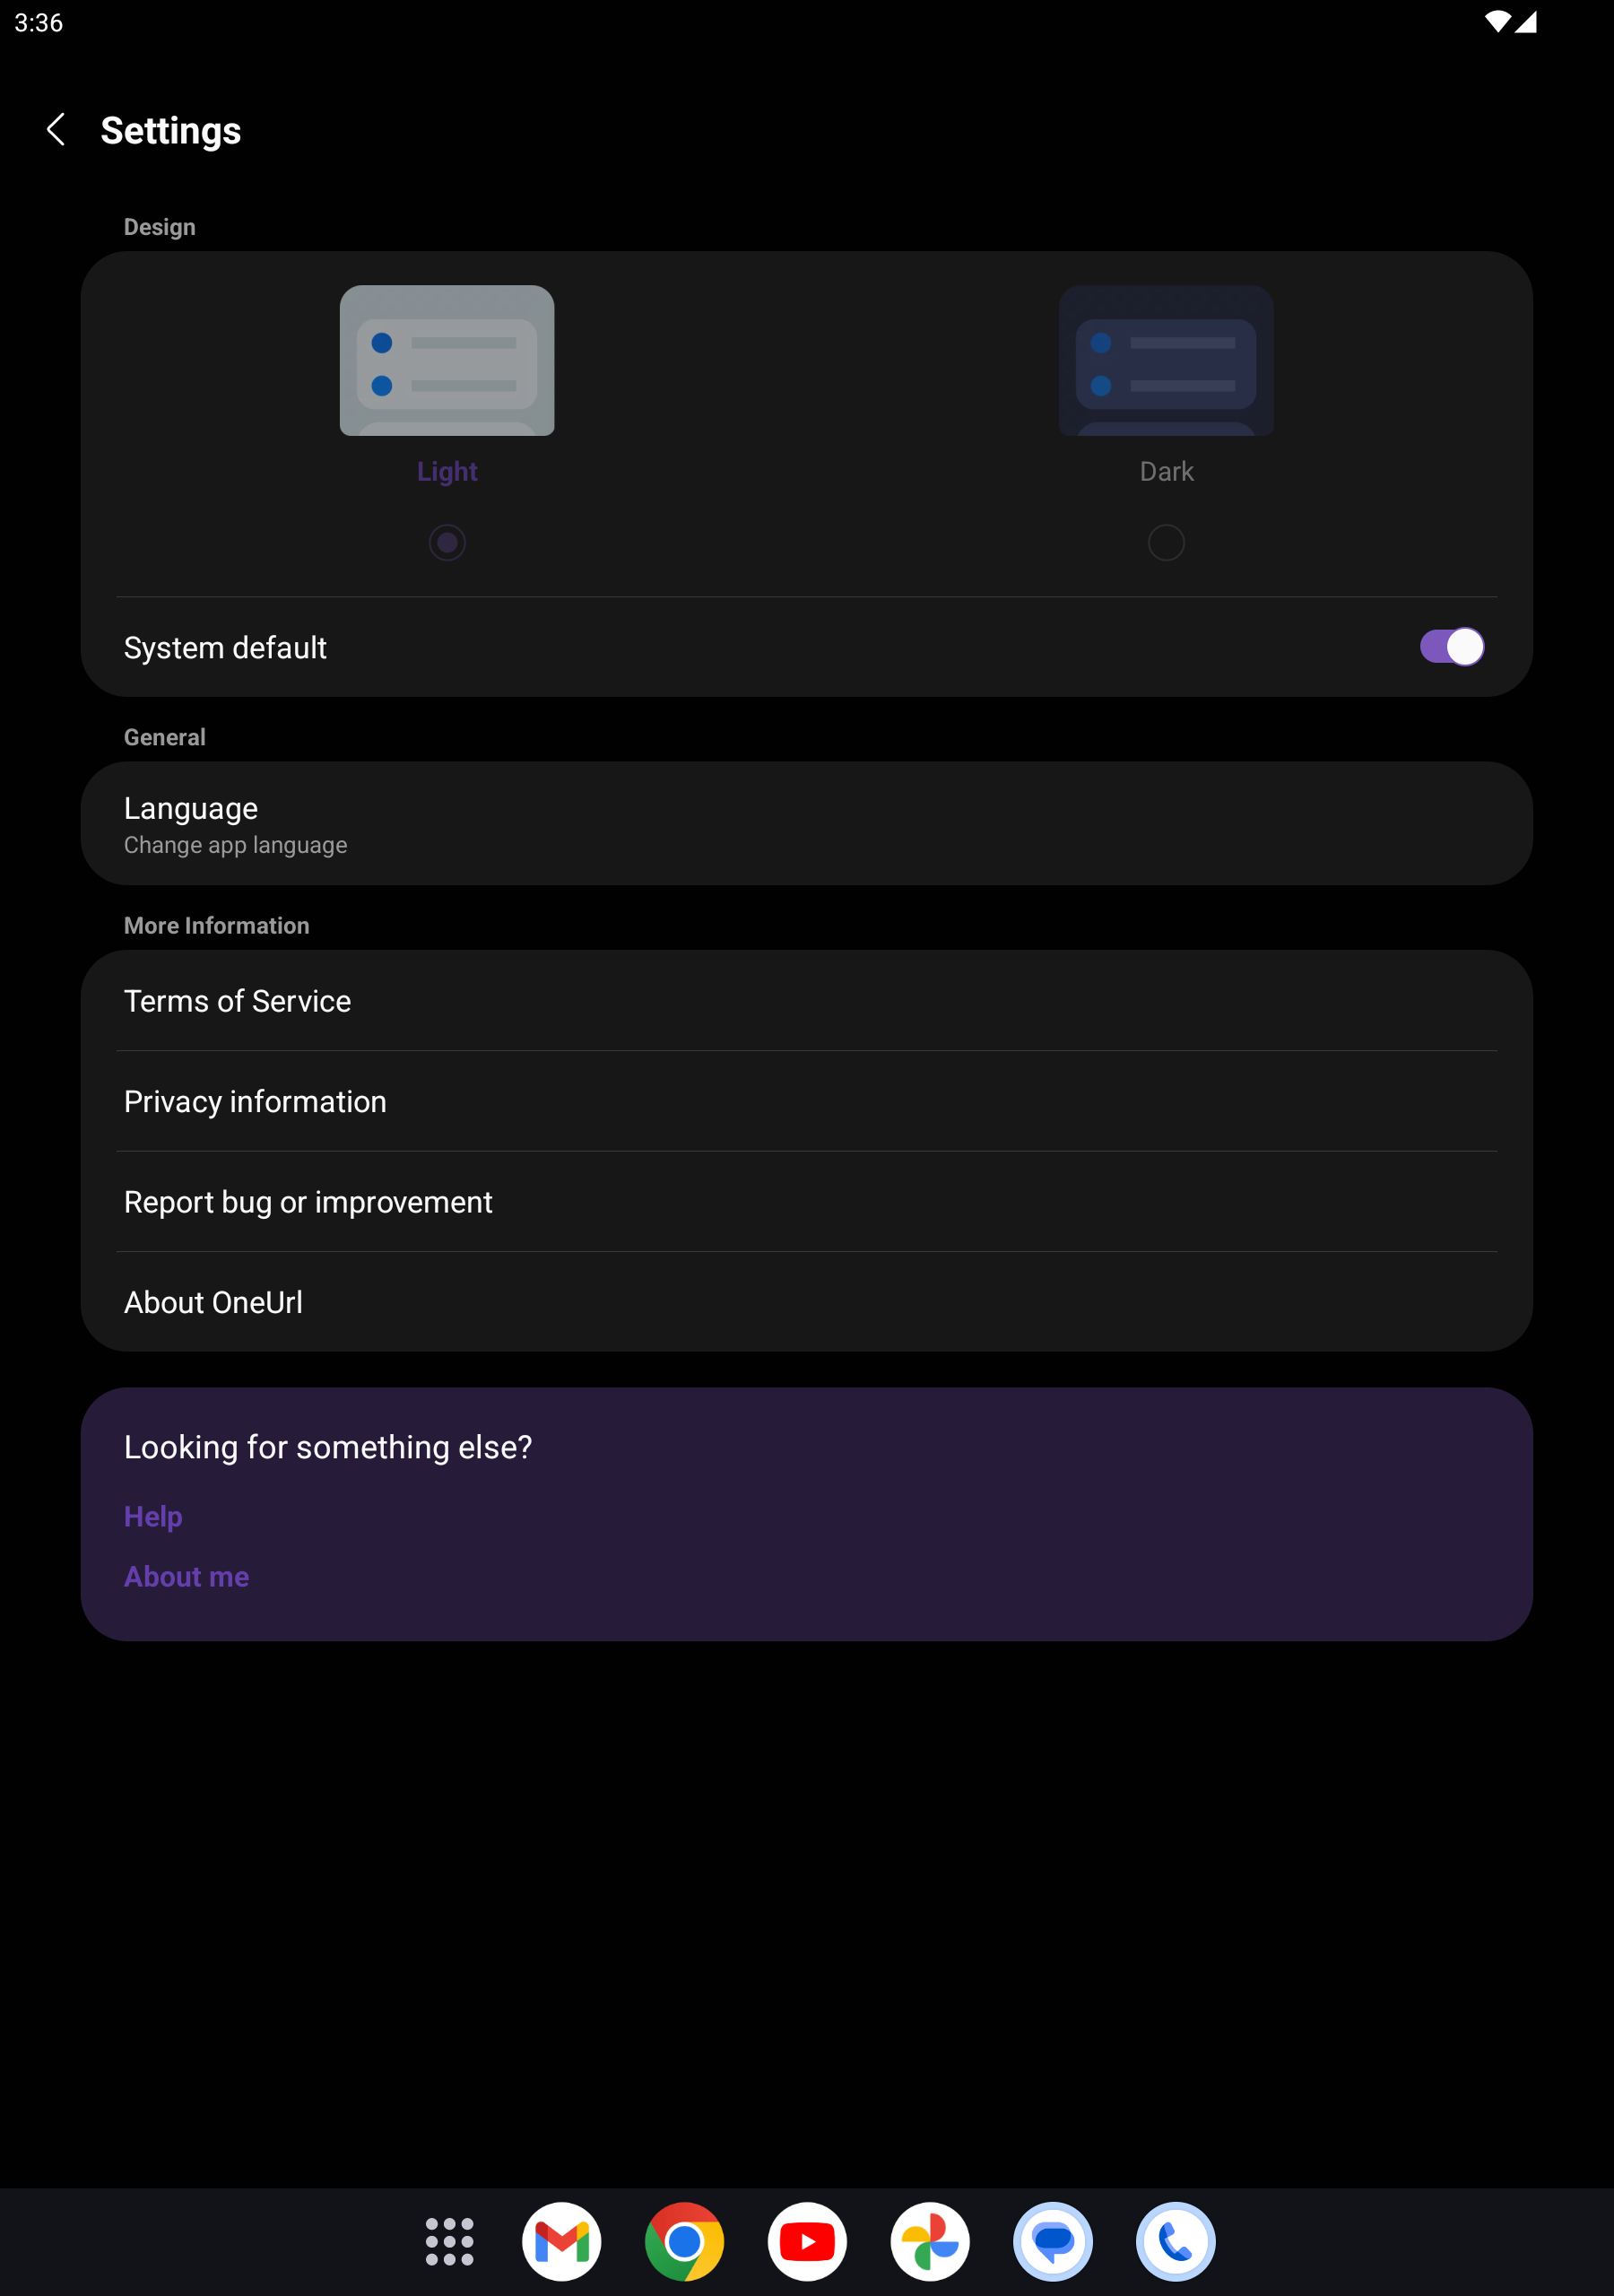 3:36
Settings
Design
Light
Dark
System default
General
Language
Change app language
More Information
Terms of Service
Privacy information
Report bug or improvement
About OneUrl
Looking for something else?
Help
About me